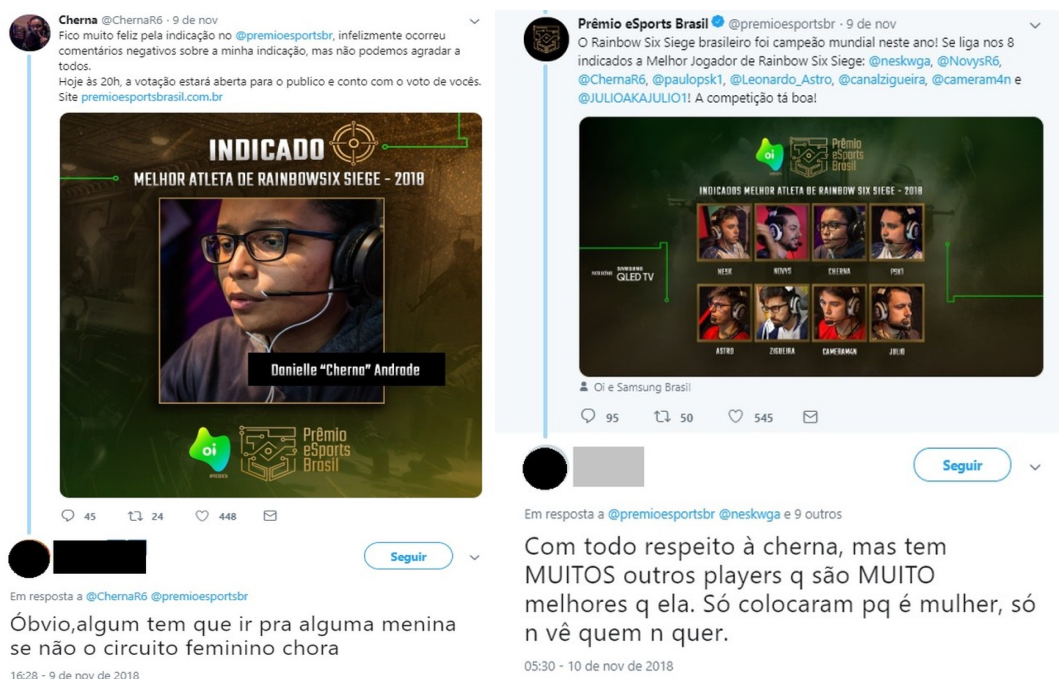 Cherna @ChernaR6 · 9 de nov
Fico muito feliz pela indicação no @premioesportsbr, infelizmente ocorreu
comentários negativos sobre a minha indicação, mas não podemos agradar a
todos.
Hoje às 20h, a votação estará aberta para o publico e conto com o voto de vocês.
Site premioesportsbrasil.com.br
INDICADO
MELHOR ATLETA DE RAINBOWSIX SIEGE - 2018
Danielle "Cherna" Andrade
oi
Prêmio
eSports
Brasil
45 24 448
Seguir
Em resposta a @ChernaR6 @premioesportsbr
Óbvio,algum tem que ir pra alguma menina
se não o circuito feminino chora
16:28 - 9 de nov de 2018
Prêmio eSports Brasil @premioesportsbr · 9 de nov
O Rainbow Six Siege brasileiro foi campeão mundial neste ano! Se liga nos 8
indicados a Melhor Jogador de Rainbow Six Siege: @neskwga, @NovysR6,
@ChernaR6, @paulopsk1, @Leonardo_Astro, @canalzigueira, @cameram4n e
@JULIOAKAJULIO1! A competição tá boa!
oi
Prêmio
eSports
Brasil
INDICADOS MELHOR ATLETA DE RAINBOW SIX SIEGE - 2018
SAMSUNG
QLED TV
NESK NOVYS CHERNA PSK1
ASTRO ZIGUEIRA CAMERAM4N JULIO
Oi e Samsung Brasil
95 50 545
Seguir
Em resposta a @premioesportsbr @neskwga e 9 outros
Com todo respeito à cherna, mas tem
MUITOS outros players q são MUITO
melhores q ela. Só colocaram pq é mulher, só
n vê quem n quer.
05:30 - 10 de nov de 2018